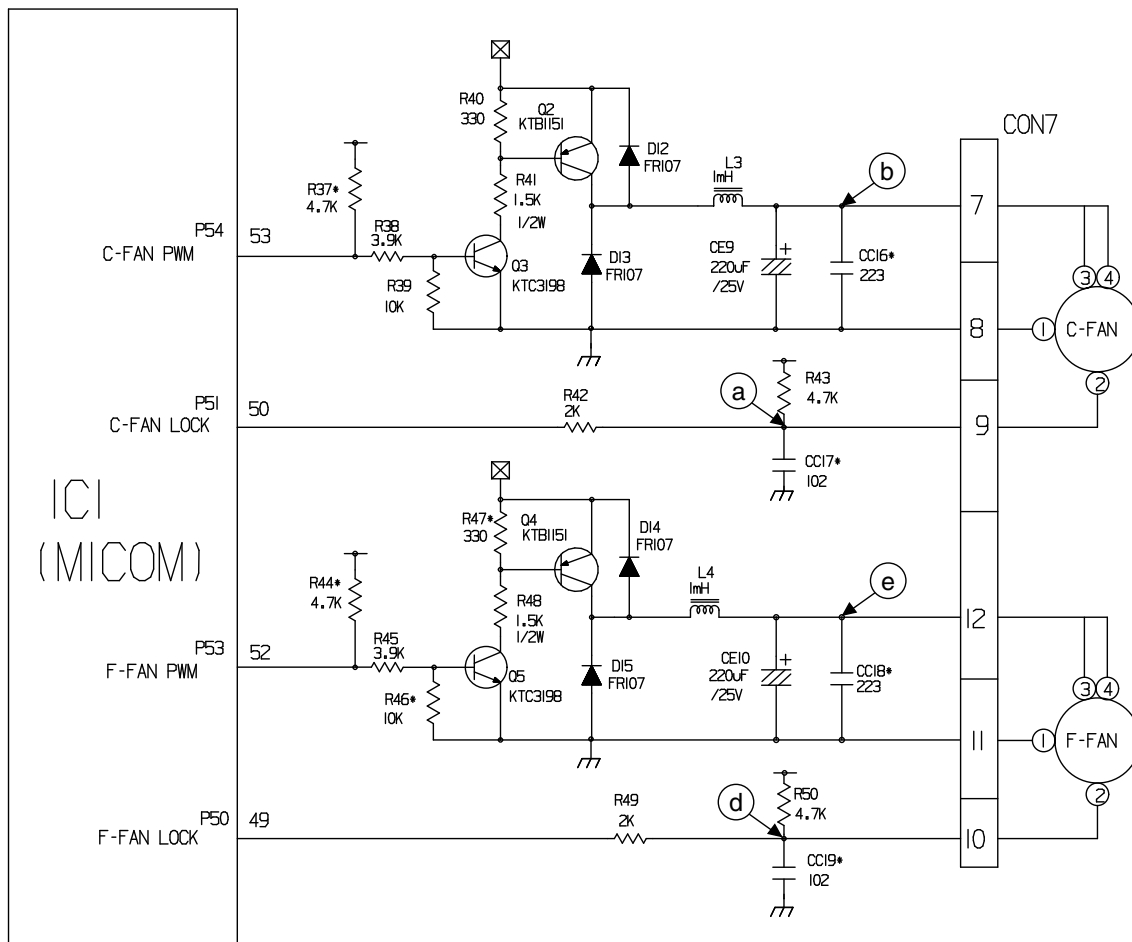 R40
330
Q2
KTB1151
D12
FR107
L3
1mH
b
CON7
R37*
4.7K
R41
1.5K
1/2W
7
P54
C-FAN PWM
53
R38
3.9K
Q3
KTC3198
R39
10K
D13
FR107
CE9
220uF
/25V
+
CC16*
223
3
4
8
1
C-FAN
2
P51
C-FAN LOCK
50
R42
2K
a
R43
4.7K
9
CC17*
102
IC1
(MICOM)
R47*
330
Q4
KTB1151
D14
FR107
L4
1mH
e
R44*
4.7K
R48
1.5K
1/2W
12
P53
F-FAN PWM
52
R45
3.9K
Q5
KTC3198
R46*
10K
D15
FR107
CE10
220uF
/25V
+
CC18*
223
3
4
11
1
F-FAN
2
P50
F-FAN LOCK
49
R49
2K
d
R50
4.7K
10
CC19*
102